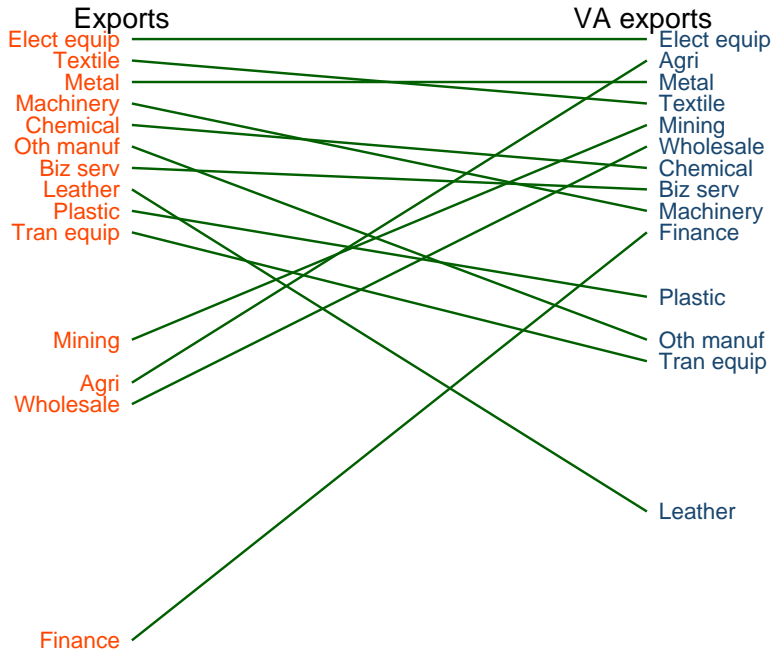 Exports
VA exports
Elect equip
Textile
Metal
Machinery
Chemical
Oth manuf
Biz serv
Leather
Plastic
Tran equip
Mining
Agri
Wholesale
Finance
Elect equip
Agri
Metal
Textile
Mining
Wholesale
Chemical
Biz serv
Machinery
Finance
Plastic
Oth manuf
Tran equip
Leather